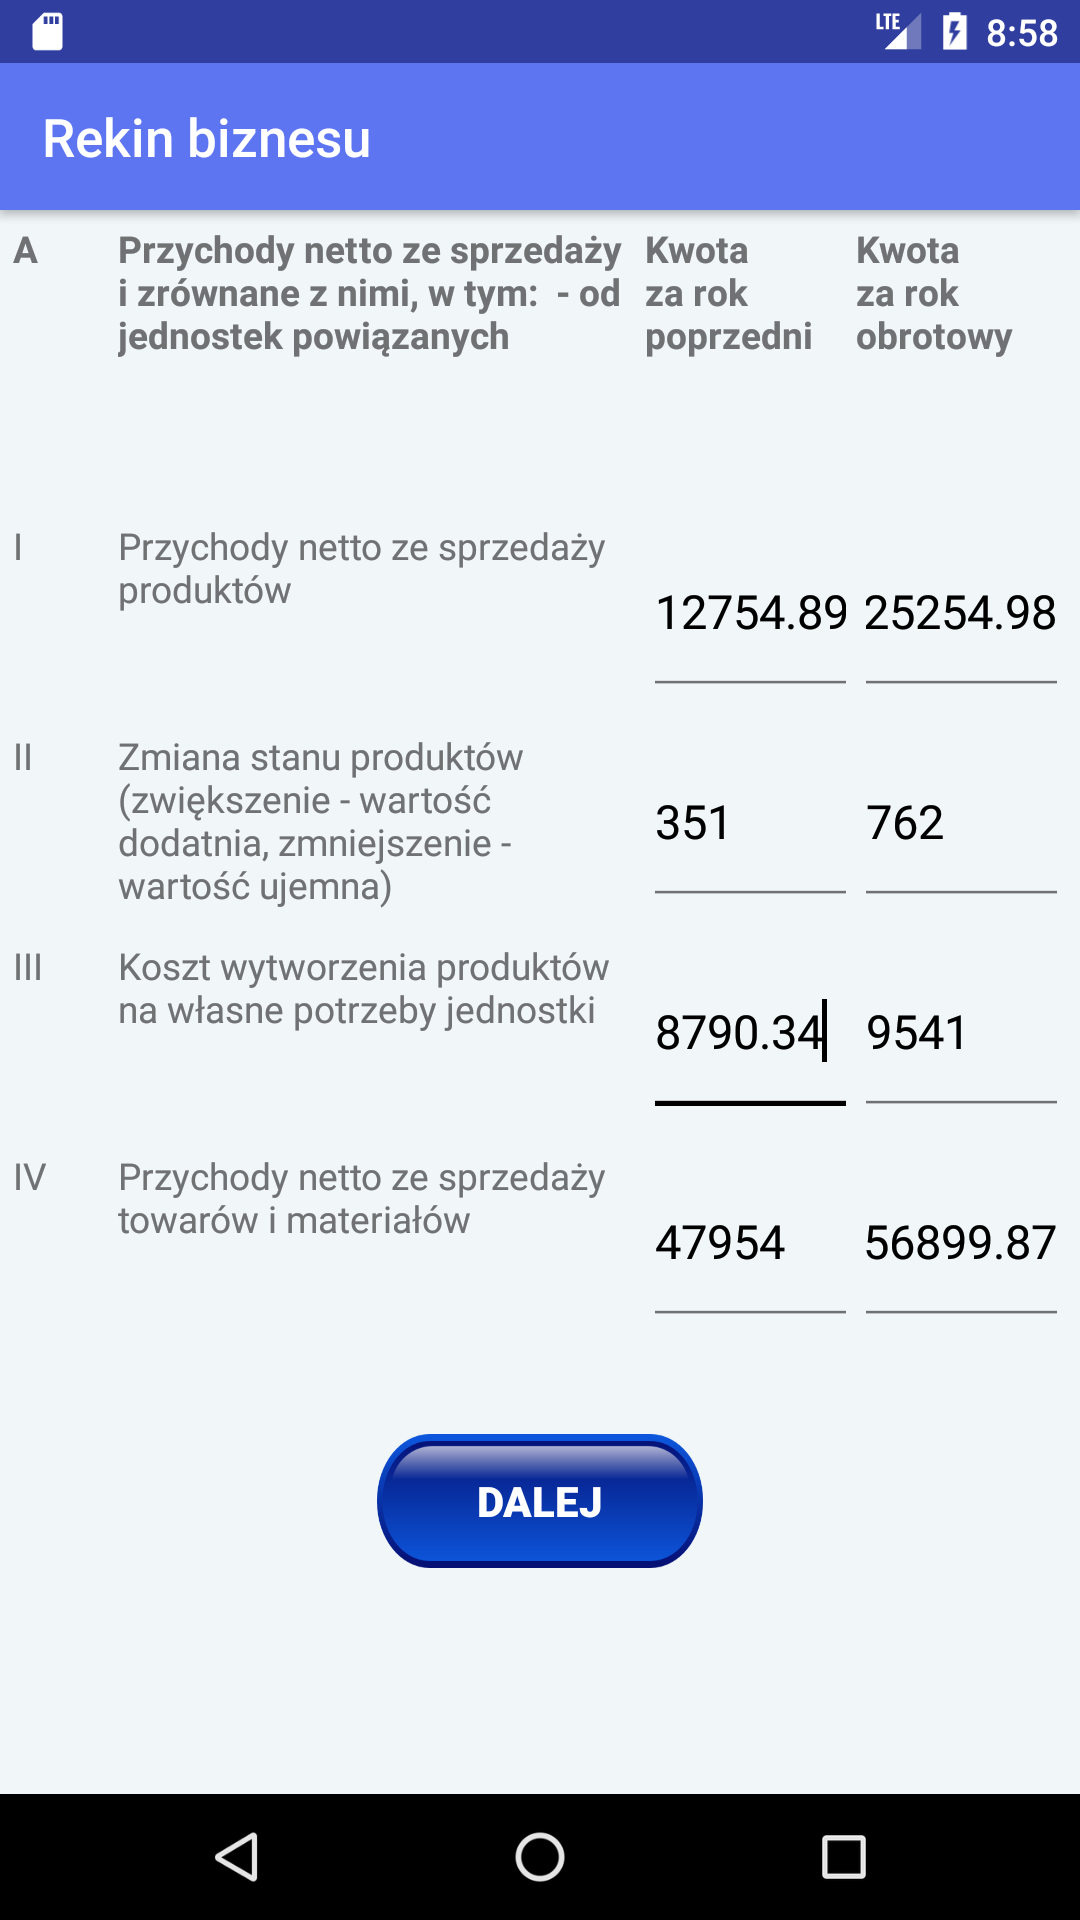 LTE 8:58
Rekin biznesu
A Przychody netto ze sprzedaży Kwota Kwota
i zrównane z nimi, w tym:  - od za rok za rok
jednostek powiązanych poprzedni obrotowy
I Przychody netto ze sprzedaży
produktów
12754.89 25254.98
II Zmiana stanu produktów
(zwiększenie - wartość
351 762
dodatnia, zmniejszenie -
wartość ujemna)
III Koszt wytworzenia produktów
na własne potrzeby jednostki
8790.34 9541
IV Przychody netto ze sprzedaży
towarów i materiałów
47954 56899.87
DALEJ